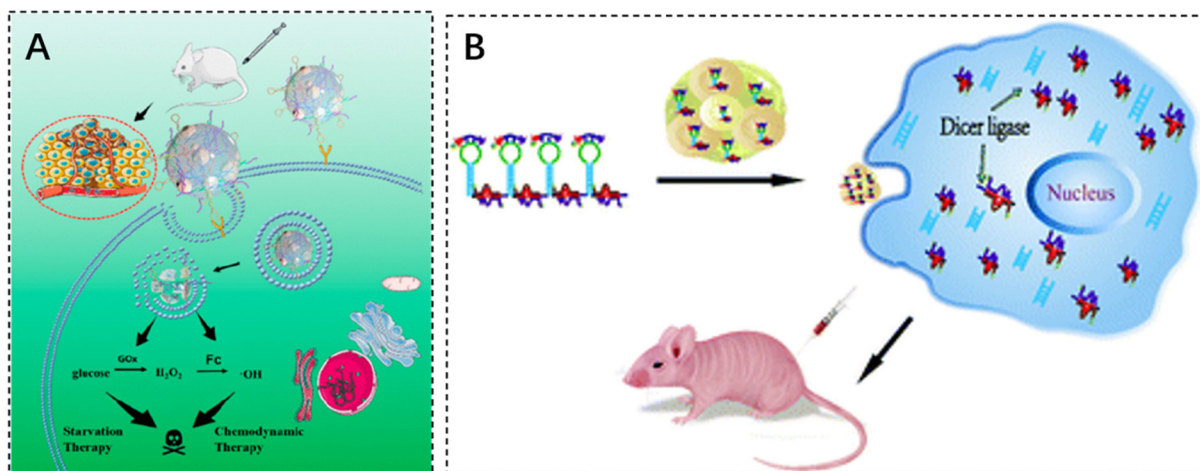 A
B
Dicer ligase
Nucleus
GOx
Fc
glucose
H₂O₂
·OH
Starvation
Therapy
Chemodynamic
Therapy